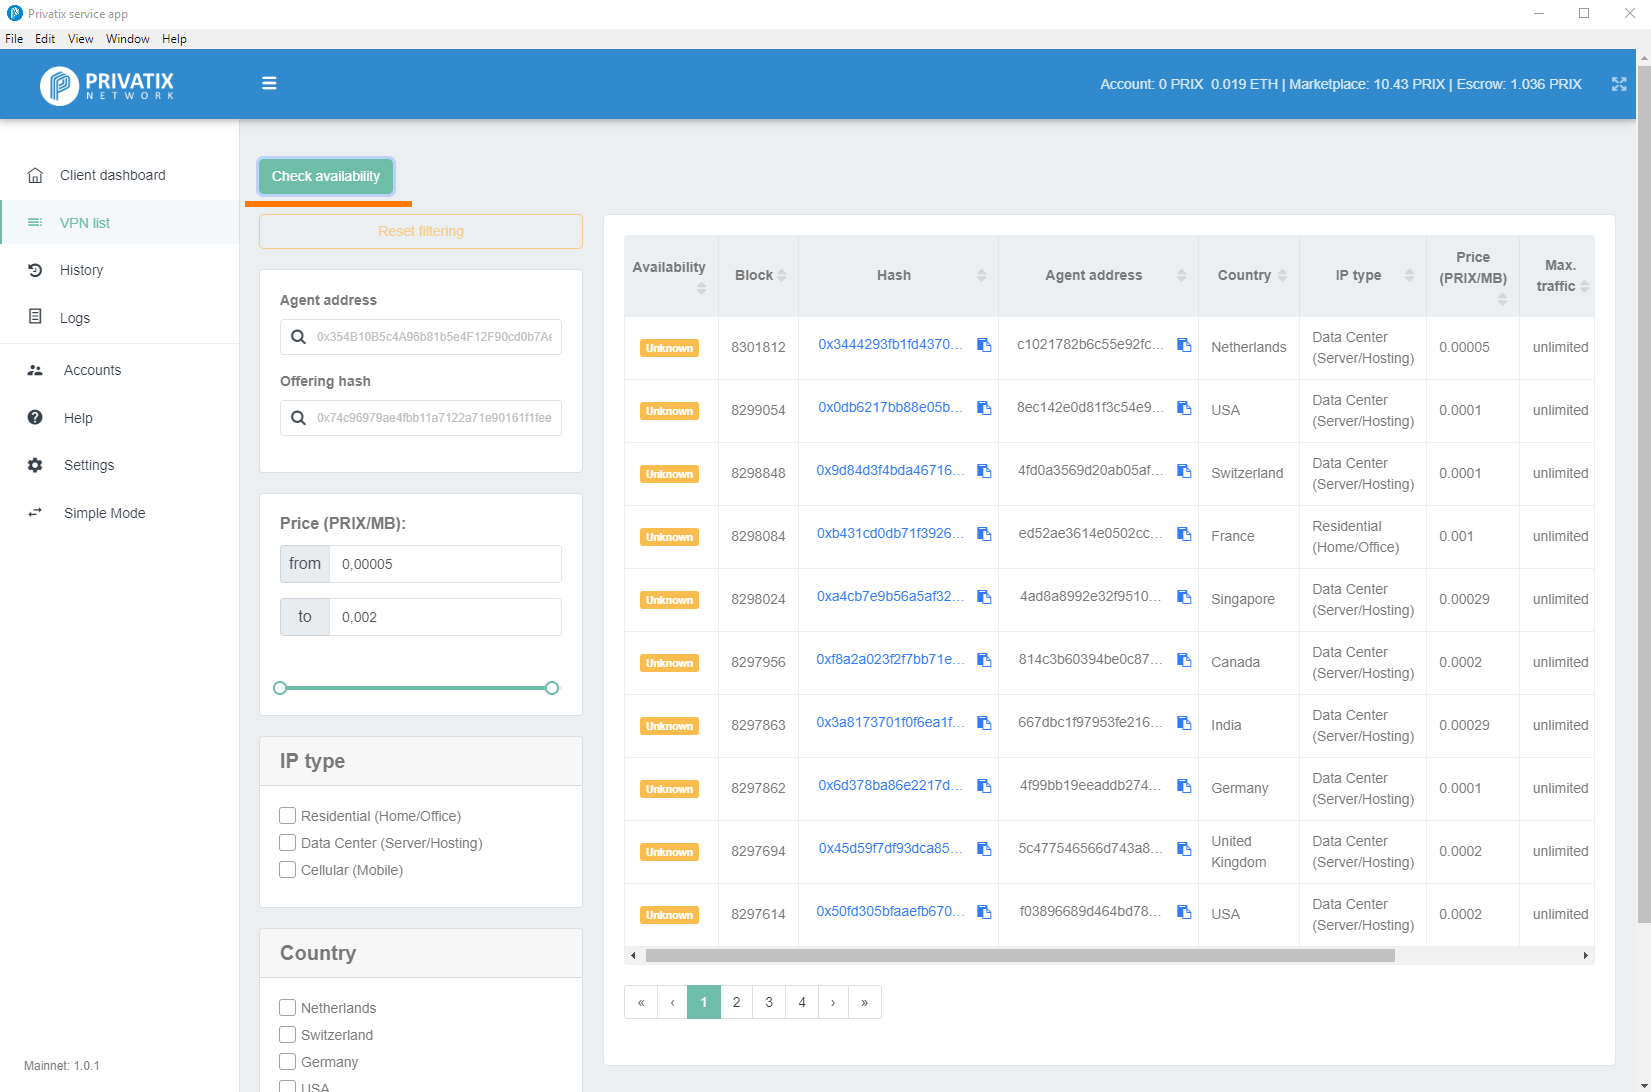 Privatix service app
File Edit View Window Help
PRIVATIX
NETWORK
Account: 0 PRIX 0.019 ETH | Marketplace: 10.43 PRIX | Escrow: 1.036 PRIX
Client dashboard
VPN list
History
Logs
Accounts
Help
Settings
Simple Mode
Mainnet: 1.0.1
Check availability
Reset filtering
Agent address
0x354B10B5c4A96b81b5e4F12F90cd0b7Ae
Offering hash
0x74c96979ae4fbb11a7122a71e90161f1fee
Price (PRIX/MB):
from 0,00005
to 0,002
IP type
Residential (Home/Office)
Data Center (Server/Hosting)
Cellular (Mobile)
Country
Netherlands
Switzerland
Germany
USA
Availability Block Hash Agent address Country IP type Price (PRIX/MB) Max. traffic
Unknown 8301812 0x3444293fb1fd4370... c1021782b6c55e92fc... Netherlands Data Center (Server/Hosting) 0.00005 unlimited
Unknown 8299054 0x0db6217bb88e05b... 8ec142e0d81f3c54e9... USA Data Center (Server/Hosting) 0.0001 unlimited
Unknown 8298848 0x9d84d3f4bda46716... 4fd0a3569d20ab05af... Switzerland Data Center (Server/Hosting) 0.0001 unlimited
Unknown 8298084 0xb431cd0db71f3926... ed52ae3614e0502cc... France Residential (Home/Office) 0.001 unlimited
Unknown 8298024 0xa4cb7e9b56a5af32... 4ad8a8992e32f9510... Singapore Data Center (Server/Hosting) 0.00029 unlimited
Unknown 8297956 0xf8a2a023f2f7bb71e... 814c3b60394be0c87... Canada Data Center (Server/Hosting) 0.0002 unlimited
Unknown 8297863 0x3a8173701f0f6ea1f... 667dbc1f97953fe216... India Data Center (Server/Hosting) 0.00029 unlimited
Unknown 8297862 0x6d378ba86e2217d... 4f99bb19eeaddb274... Germany Data Center (Server/Hosting) 0.0001 unlimited
Unknown 8297694 0x45d59f7df93dca85... 5c477546566d743a8... United Kingdom Data Center (Server/Hosting) 0.0002 unlimited
Unknown 8297614 0x50fd305bfaaefb670... f03896689d464bd78... USA Data Center (Server/Hosting) 0.0002 unlimited
« ‹ 1 2 3 4 › »